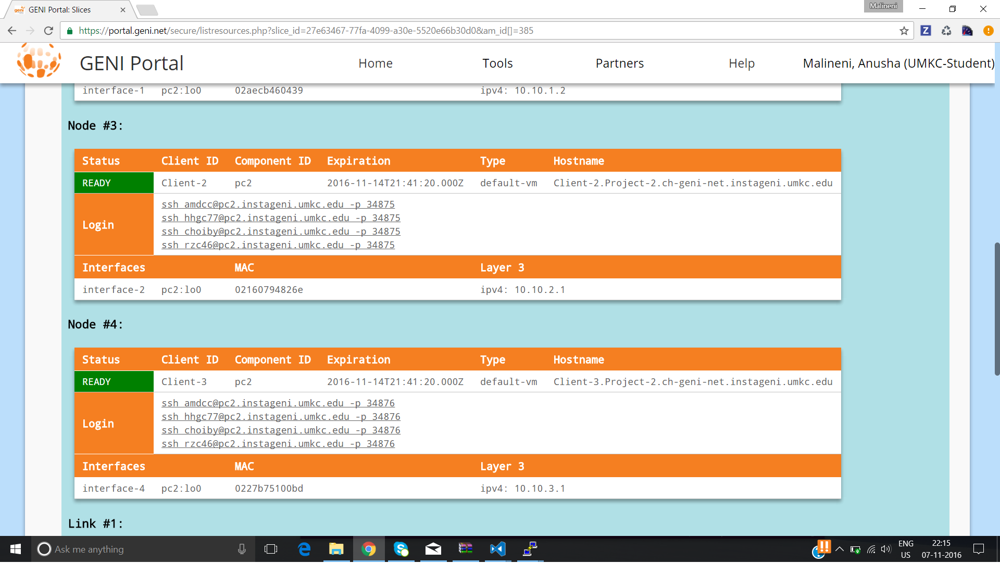 geni GENI Portal: Slices
Malineni
https://portal.geni.net/secure/listresources.php?slice_id=27e63467-77fa-4099-a30e-5520e66b30d0&am_id[]=385
Z
GENI Portal Home Tools Partners Help Malineni, Anusha (UMKC-Student)
interface-1 pc2:lo0 02aecb460439 ipv4: 10.10.1.2
Node #3:
Status Client ID Component ID Expiration Type Hostname
READY Client-2 pc2 2016-11-14T21:41:20.000Z default-vm Client-2.Project-2.ch-geni-net.instageni.umkc.edu
Login
ssh amdcc@pc2.instageni.umkc.edu -p 34875
ssh hhgc77@pc2.instageni.umkc.edu -p 34875
ssh choiby@pc2.instageni.umkc.edu -p 34875
ssh rzc46@pc2.instageni.umkc.edu -p 34875
Interfaces MAC Layer 3
interface-2 pc2:lo0 02160794826e ipv4: 10.10.2.1
Node #4:
Status Client ID Component ID Expiration Type Hostname
READY Client-3 pc2 2016-11-14T21:41:20.000Z default-vm Client-3.Project-2.ch-geni-net.instageni.umkc.edu
Login
ssh amdcc@pc2.instageni.umkc.edu -p 34876
ssh hhgc77@pc2.instageni.umkc.edu -p 34876
ssh choiby@pc2.instageni.umkc.edu -p 34876
ssh rzc46@pc2.instageni.umkc.edu -p 34876
Interfaces MAC Layer 3
interface-4 pc2:lo0 0227b75100bd ipv4: 10.10.3.1
Link #1:
Ask me anything
ENG
US
22:15
07-11-2016